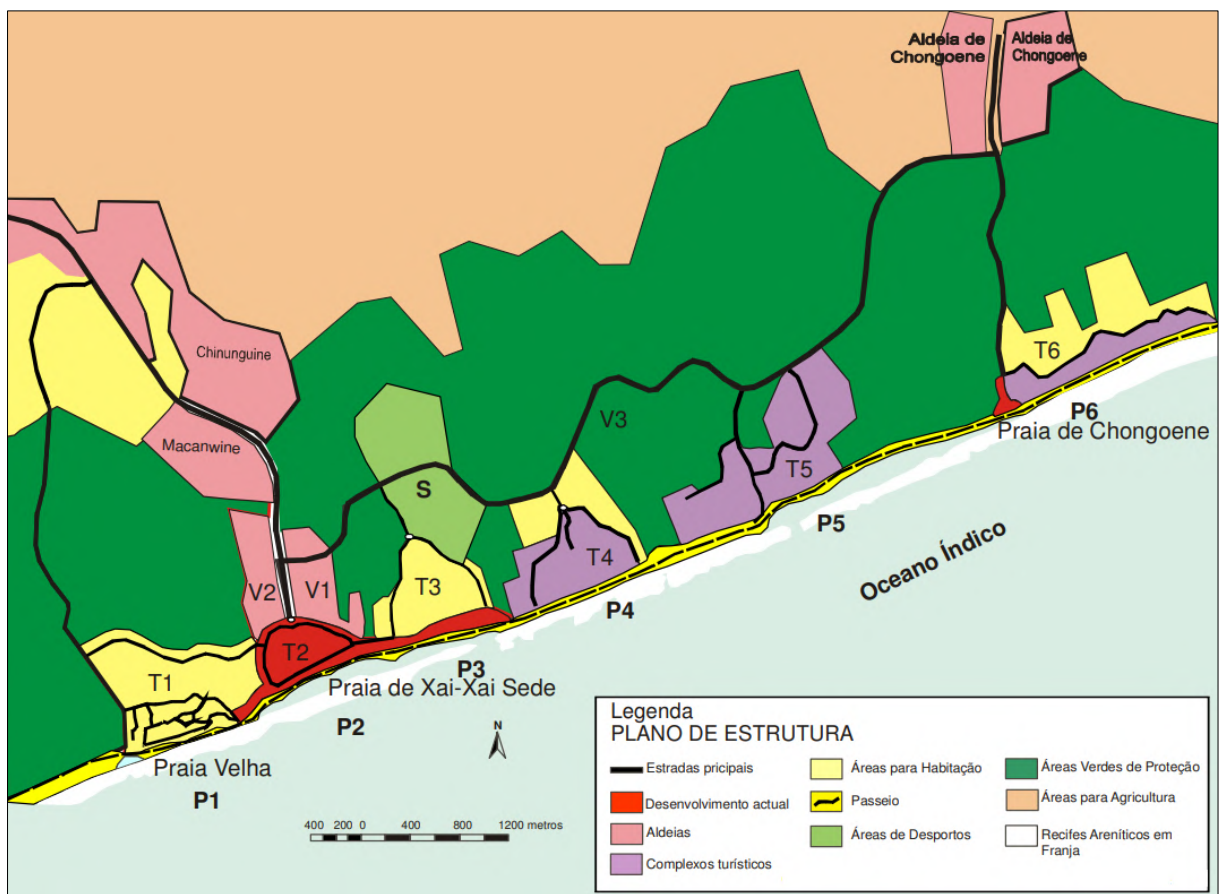 Aldeia de
Chongoene
Aldeia de
Chongoene
Chinunguine
Macanwine
V3
T6
P6
Praia de Chongoene
S
T5
P5
Oceano Índico
T4
P4
V2
V1
T3
T2
P3
Praia de Xai-Xai Sede
T1
P2
N
Praia Velha
P1
400 200 0 400 800 1200 metros
Legenda
PLANO DE ESTRUTURA
Estradas pricipais
Áreas para Habitação
Áreas Verdes de Proteção
Desenvolvimento actual
Passeio
Áreas para Agricultura
Aldeias
Áreas de Desportos
Recifes Areníticos em
Franja
Complexos turísticos